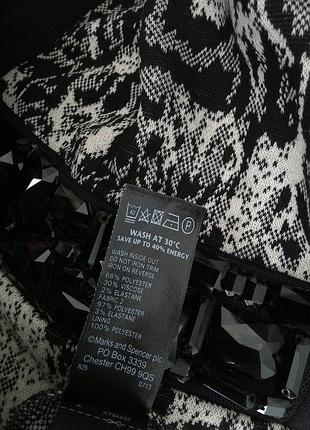 WASH AT 30°C
SAVE UP TO 40% ENERGY
WASH INSIDE OUT
DO NOT IRON TRIM
IRON ON REVERSE
68% POLYESTER
30% VISCOSE
2% ELASTANE
FABRIC 2
97% POLYESTER
3% ELASTANE
LINING
100% POLYESTER
©Marks and Spencer plc
PO Box 3339
Chester CH99 9QS
825 0713